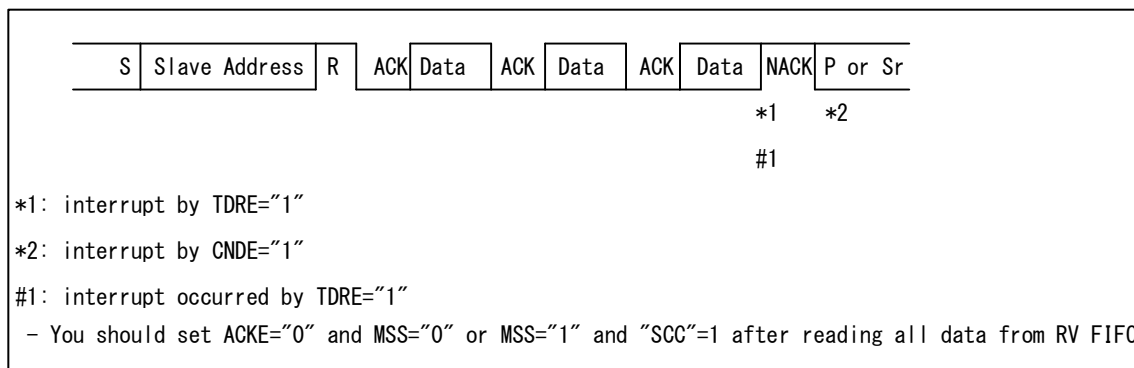 S Slave Address R ACK Data ACK Data ACK Data NACK P or Sr
*1 *2
#1
*1: interrupt by TDRE="1"
*2: interrupt by CNDE="1"
#1: interrupt occurred by TDRE="1"
- You should set ACKE="0" and MSS="0" or MSS="1" and "SCC"=1 after reading all data from RV FIFO